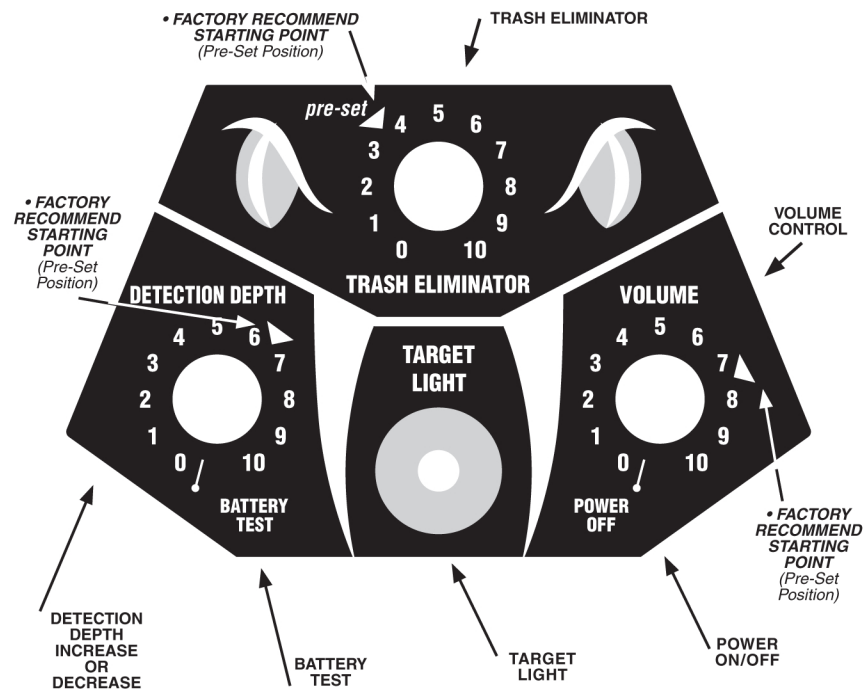 • FACTORY RECOMMEND
STARTING POINT
(Pre-Set Position)
TRASH ELIMINATOR
pre-set
0
1
2
3
4
5
6
7
8
9
10
TRASH ELIMINATOR
• FACTORY
RECOMMEND
STARTING
POINT
(Pre-Set
Position)
VOLUME
CONTROL
DETECTION DEPTH
0
1
2
3
4
5
6
7
8
9
10
BATTERY
TEST
TARGET
LIGHT
VOLUME
0
1
2
3
4
5
6
7
8
9
10
POWER
OFF
• FACTORY
RECOMMEND
STARTING
POINT
(Pre-Set
Position)
DETECTION
DEPTH
INCREASE
OR
DECREASE
BATTERY
TEST
TARGET
LIGHT
POWER
ON/OFF